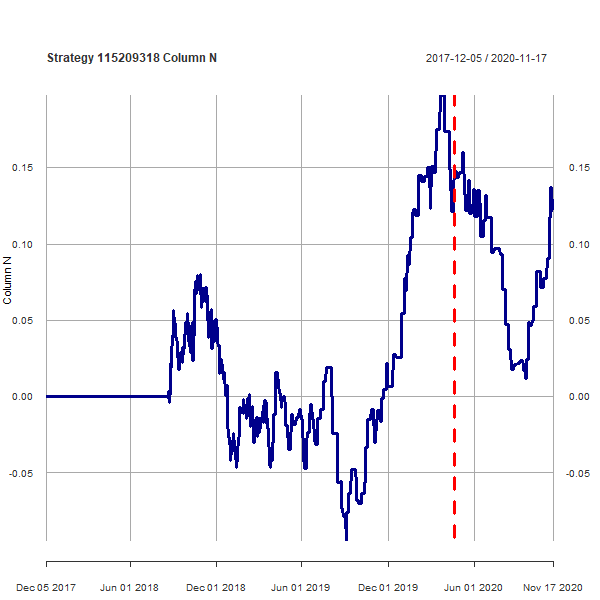 Strategy 115209318 Column N
2017-12-05 / 2020-11-17
0.15
0.10
0.05
0.00
-0.05
Column N
0.15
0.10
0.05
0.00
-0.05
Dec 05 2017
Jun 01 2018
Dec 01 2018
Jun 01 2019
Dec 01 2019
Jun 01 2020
Nov 17 2020